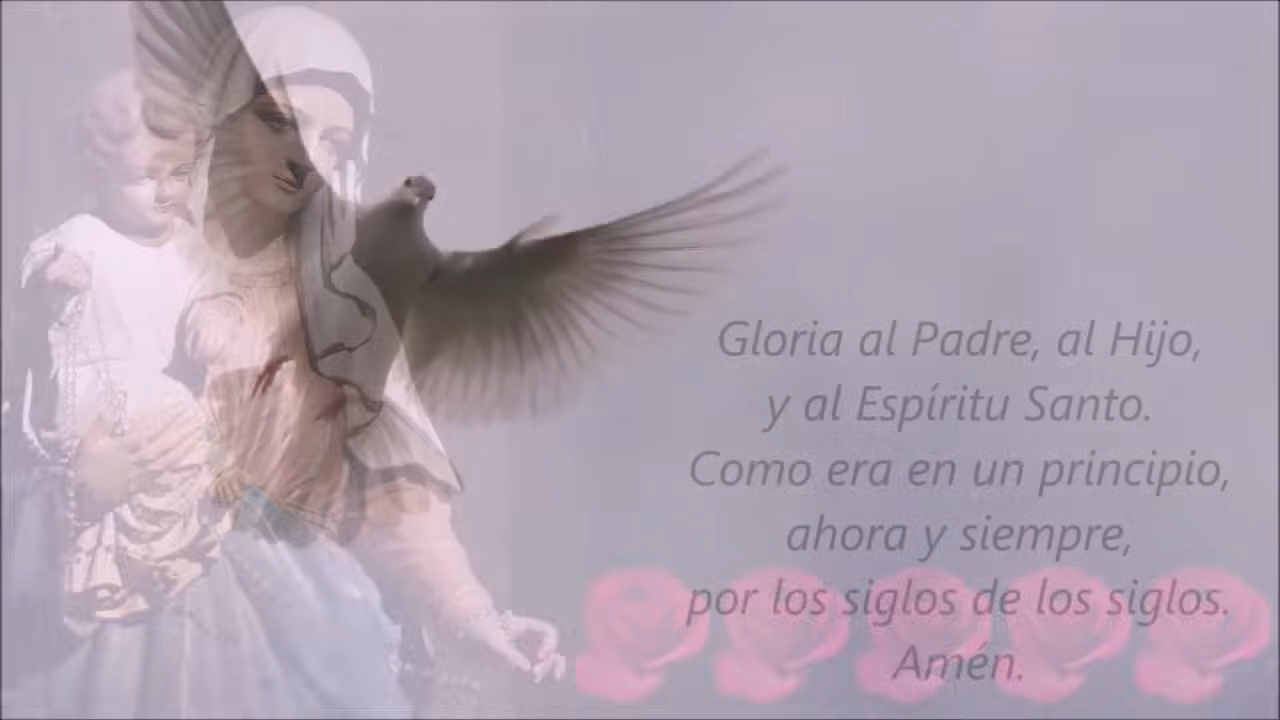 Gloria al Padre, al Hijo,
y al Espíritu Santo.
Como era en un principio,
ahora y siempre,
por los siglos de los siglos.
Amén.